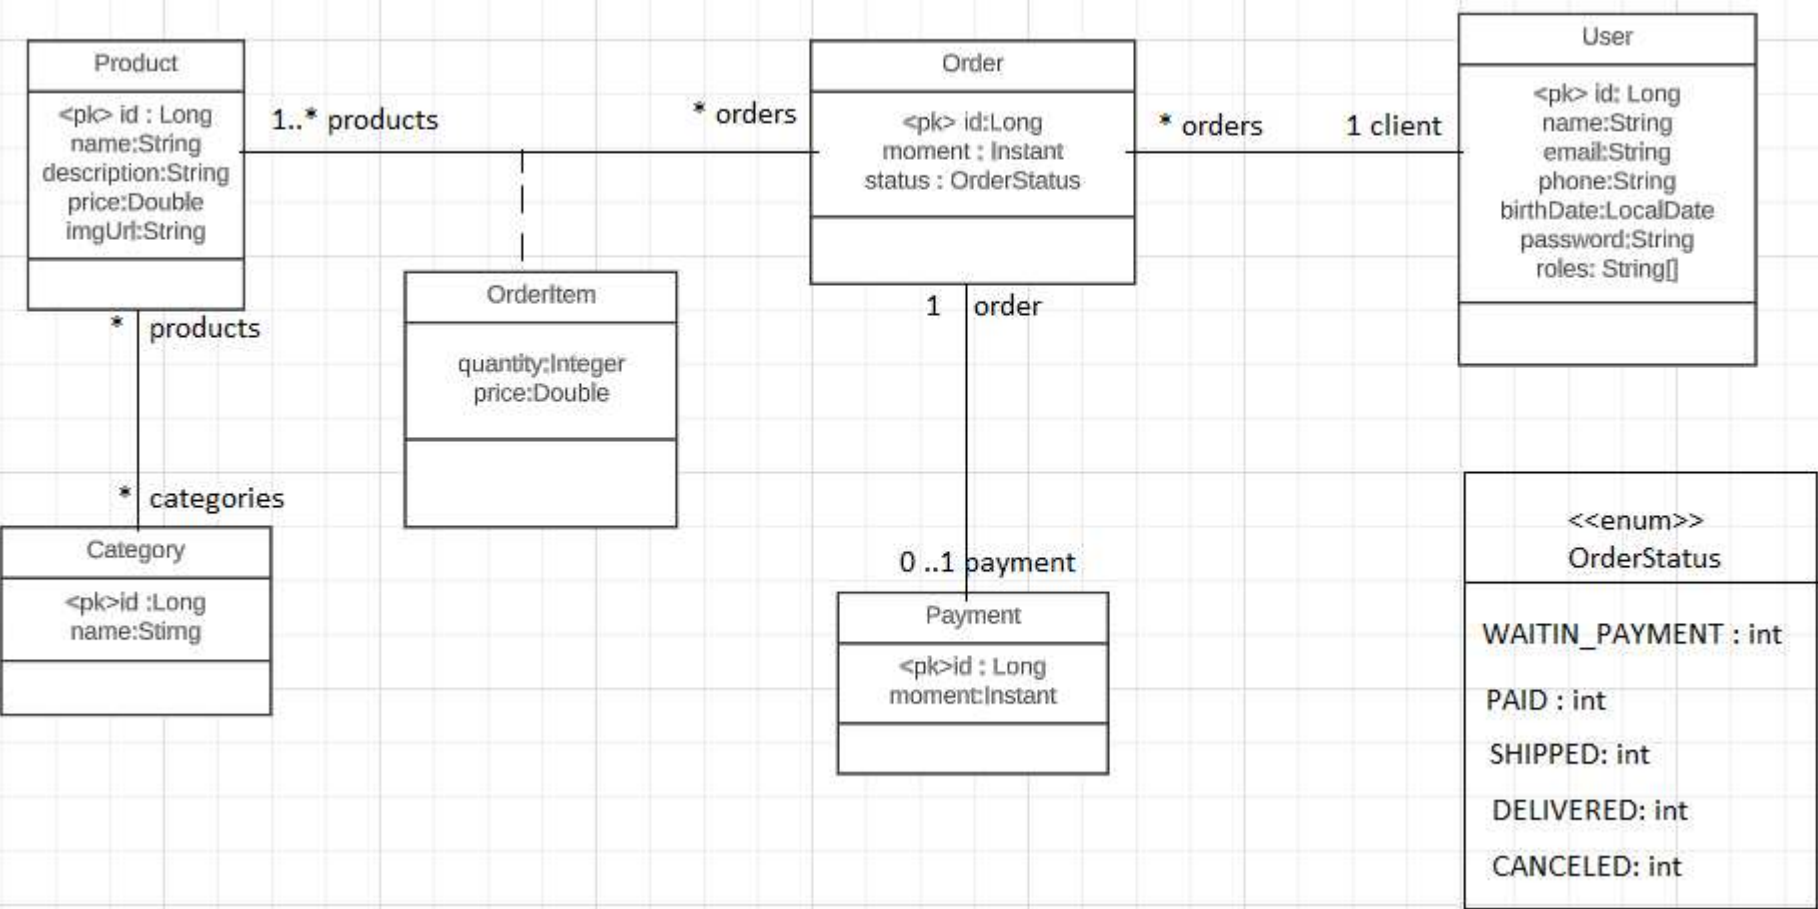 Product
<pk> id : Long
name:String
description:String
price:Double
imgUrl:String
1..* products
* orders
Order
<pk> id:Long
moment : Instant
status : OrderStatus
* orders
1 client
User
<pk> id: Long
name:String
email:String
phone:String
birthDate:LocalDate
password:String
roles: String[]
OrderItem
quantity:Integer
price:Double
* products
* categories
Category
<pk>id :Long
name:Stirng
1 order
0 ..1 payment
Payment
<pk>id : Long
moment:Instant
<<enum>>
OrderStatus
WAITIN_PAYMENT : int
PAID : int
SHIPPED: int
DELIVERED: int
CANCELED: int